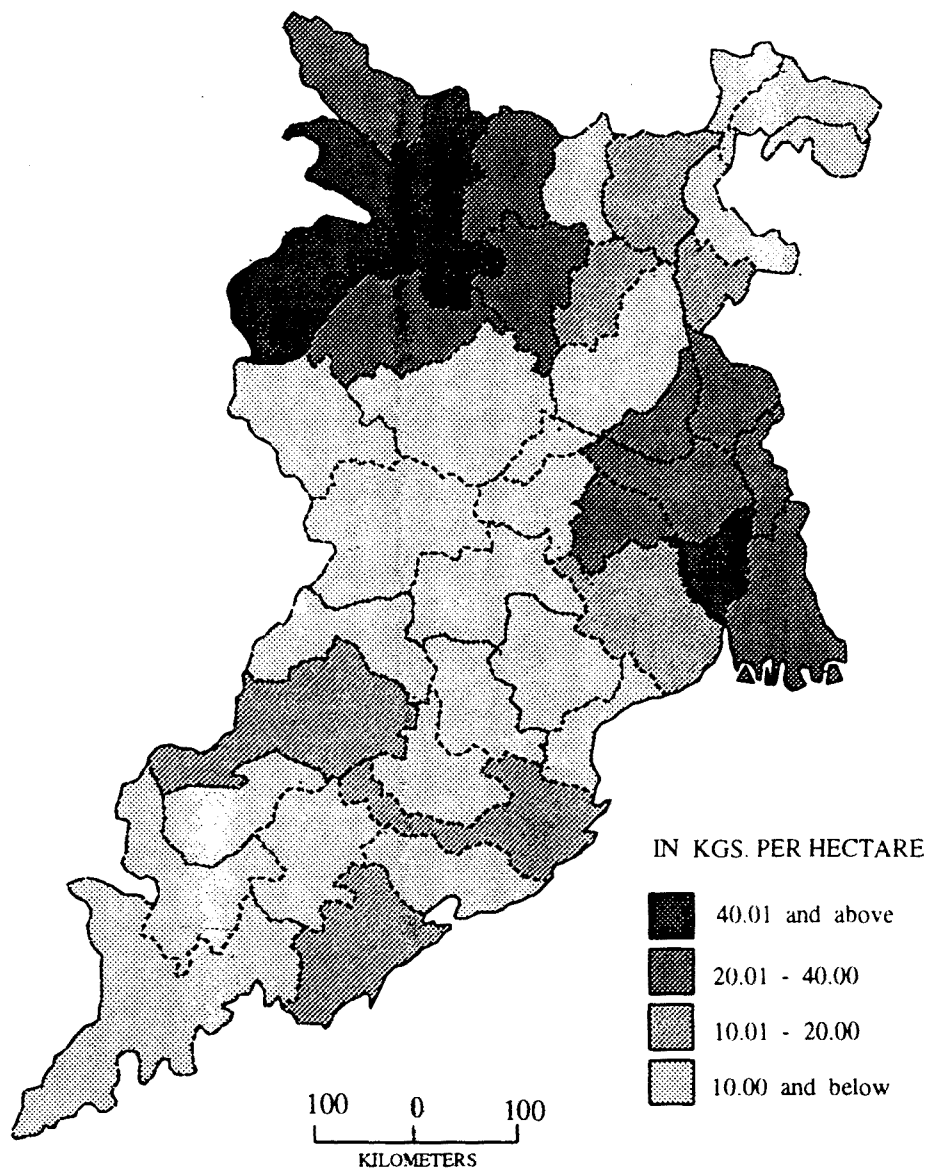 IN KGS. PER HECTARE
40.01 and above
20.01 - 40.00
10.01 - 20.00
10.00 and below
100 0 100
KILOMETERS